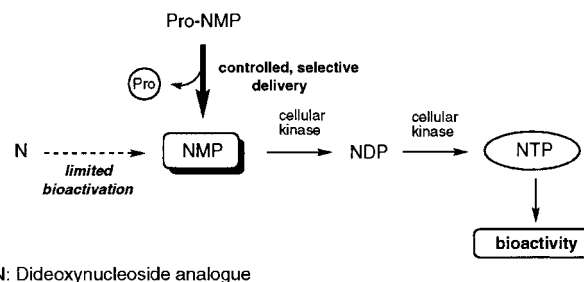 Pro-NMP
Pro
controlled, selective
delivery
cellular
kinase
cellular
kinase
N
NMP
NDP
NTP
limited
bioactivation
bioactivity
N: Dideoxynucleoside analogue